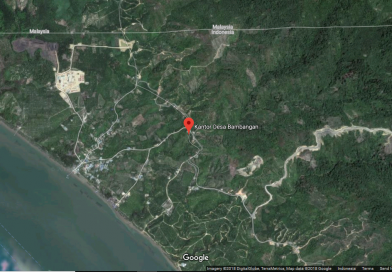 Malaysia
Malaysia
Indonesia
Kantor Desa Bambangan
Google
Imagery ©2018 DigitalGlobe, TerraMetrics, Map data ©2018 Google Indonesia Terms